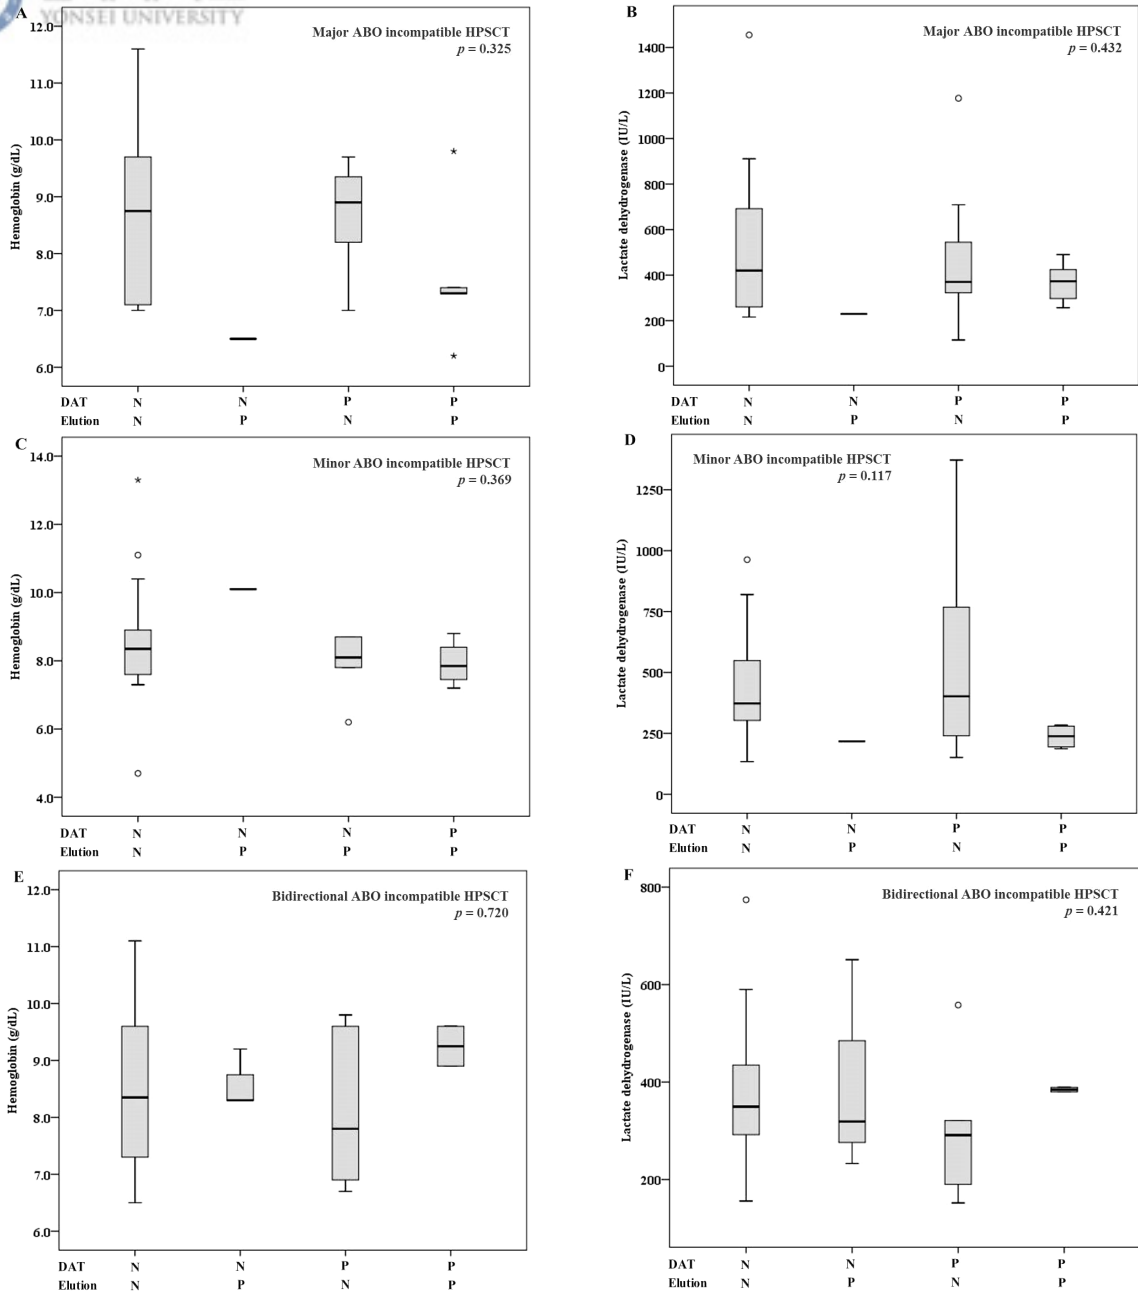 YONSEI UNIVERSITY
A
Major ABO incompatible HPSCT
p = 0.325
12.0
11.0
10.0
9.0
8.0
7.0
6.0
Hemoglobin (g/dL)
DAT N N P P
Elution N P N P
B
Major ABO incompatible HPSCT
p = 0.432
1400
1200
1000
800
600
400
200
0
Lactate dehydrogenase (IU/L)
N N P P
N P N P
C
Minor ABO incompatible HPSCT
p = 0.369
14.0
12.0
10.0
8.0
6.0
4.0
Hemoglobin (g/dL)
DAT N N N P
Elution N P P P
D
Minor ABO incompatible HPSCT
p = 0.117
1250
1000
750
500
250
0
Lactate dehydrogenase (IU/L)
DAT N N P P
Elution N P N P
E
Bidirectional ABO incompatible HPSCT
p = 0.720
12.0
11.0
10.0
9.0
8.0
7.0
6.0
Hemoglobin (g/dL)
DAT N N P P
Elution N P N P
F
Bidirectional ABO incompatible HPSCT
p = 0.421
800
600
400
200
Lactate dehydrogenase (IU/L)
DAT N N P P
Elution N P N P